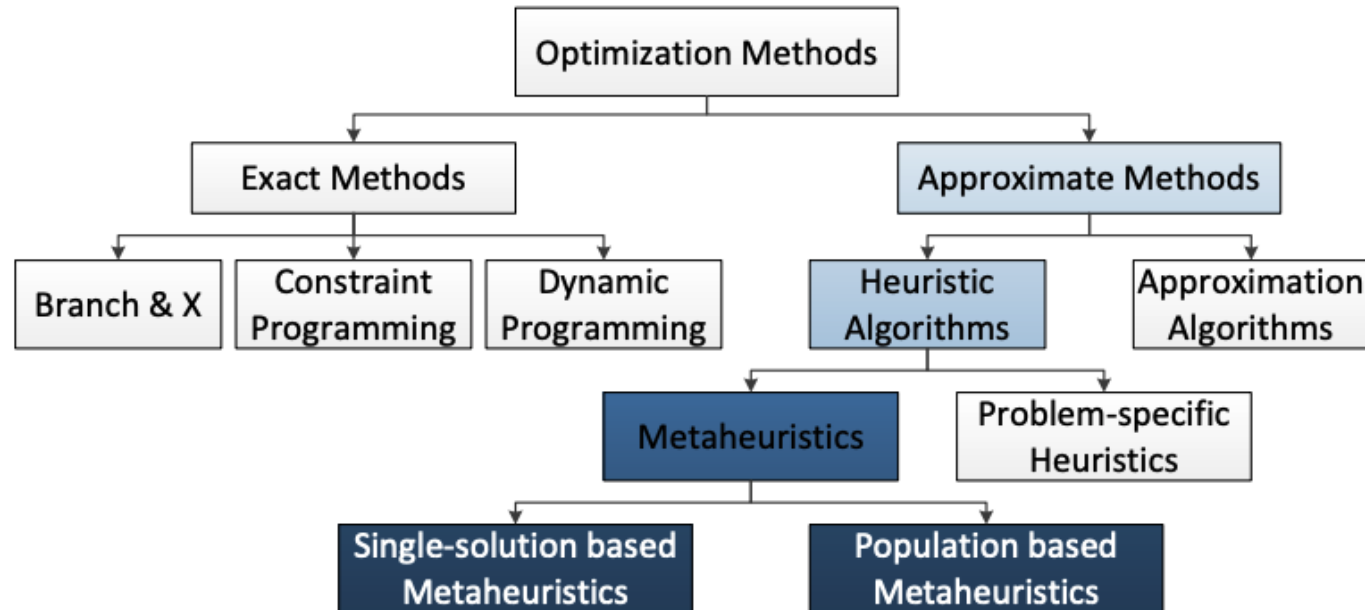 Optimization Methods
Exact Methods
Approximate Methods
Branch & X
Constraint
Programming
Dynamic
Programming
Heuristic
Algorithms
Approximation
Algorithms
Metaheuristics
Problem-specific
Heuristics
Single-solution based
Metaheuristics
Population based
Metaheuristics